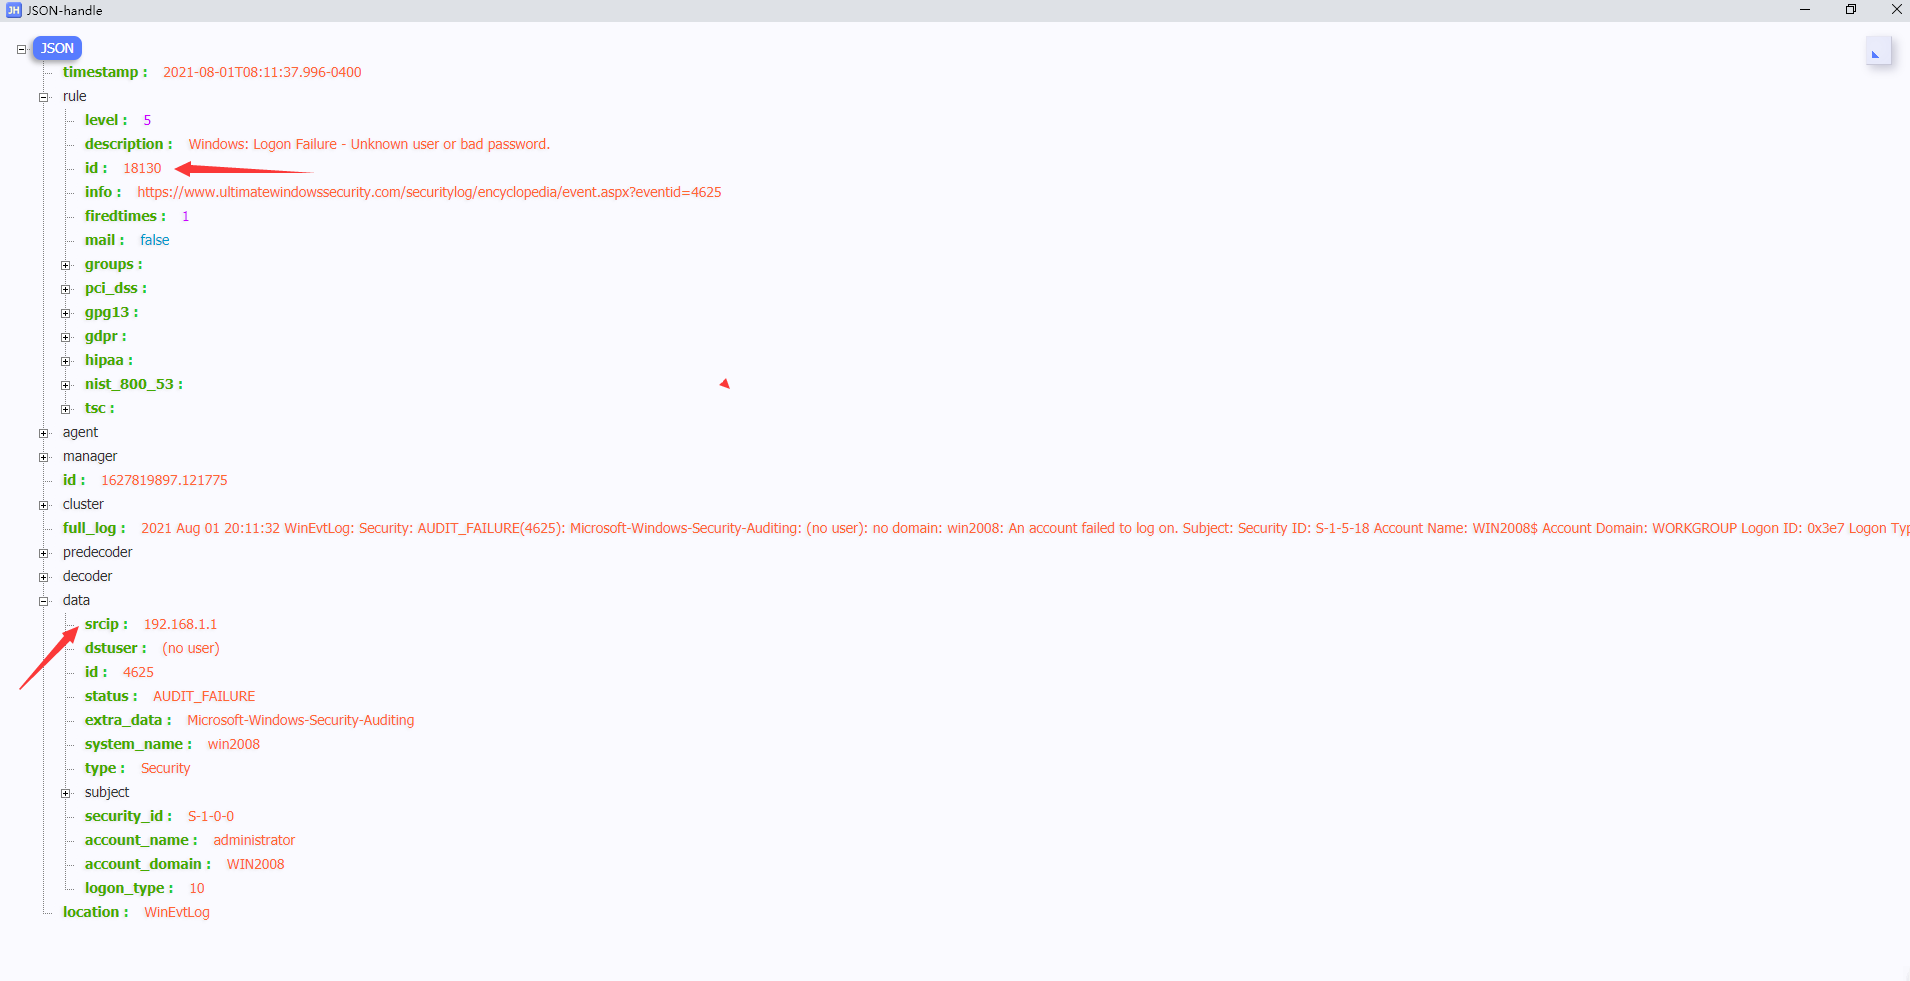 JH JSON-handle
JSON
timestamp : 2021-08-01T08:11:37.996-0400
rule
level : 5
description : Windows: Logon Failure - Unknown user or bad password.
id : 18130
info : https://www.ultimatewindowssecurity.com/securitylog/encyclopedia/event.aspx?eventid=4625
firedtimes : 1
mail : false
groups :
pci_dss :
gpg13 :
gdpr :
hipaa :
nist_800_53 :
tsc :
agent
manager
id : 1627819897.121775
cluster
full_log : 2021 Aug 01 20:11:32 WinEvtLog: Security: AUDIT_FAILURE(4625): Microsoft-Windows-Security-Auditing: (no user): no domain: win2008: An account failed to log on. Subject: Security ID: S-1-5-18 Account Name: WIN2008$ Account Domain: WORKGROUP Logon ID: 0x3e7 Logon Typ
predecoder
decoder
data
srcip : 192.168.1.1
dstuser : (no user)
id : 4625
status : AUDIT_FAILURE
extra_data : Microsoft-Windows-Security-Auditing
system_name : win2008
type : Security
subject
security_id : S-1-0-0
account_name : administrator
account_domain : WIN2008
logon_type : 10
location : WinEvtLog